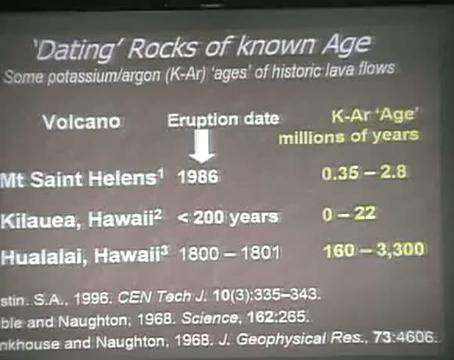 'Dating' Rocks of known Age
Some potassium/argon (K-Ar) 'ages' of historic lava flows
Volcano Eruption date K-Ar 'Age'
millions of years
Mt Saint Helens¹ 1986 0.35 – 2.8
Kilauea, Hawaii² < 200 years 0 – 22
Hualalai, Hawaii³ 1800 – 1801 160 – 3,300
stin. S.A., 1996. CEN Tech J. 10(3):335–343.
ble and Naughton, 1968. Science, 162:265.
nkhouse and Naughton, 1968. J. Geophysical Res., 73:4606.